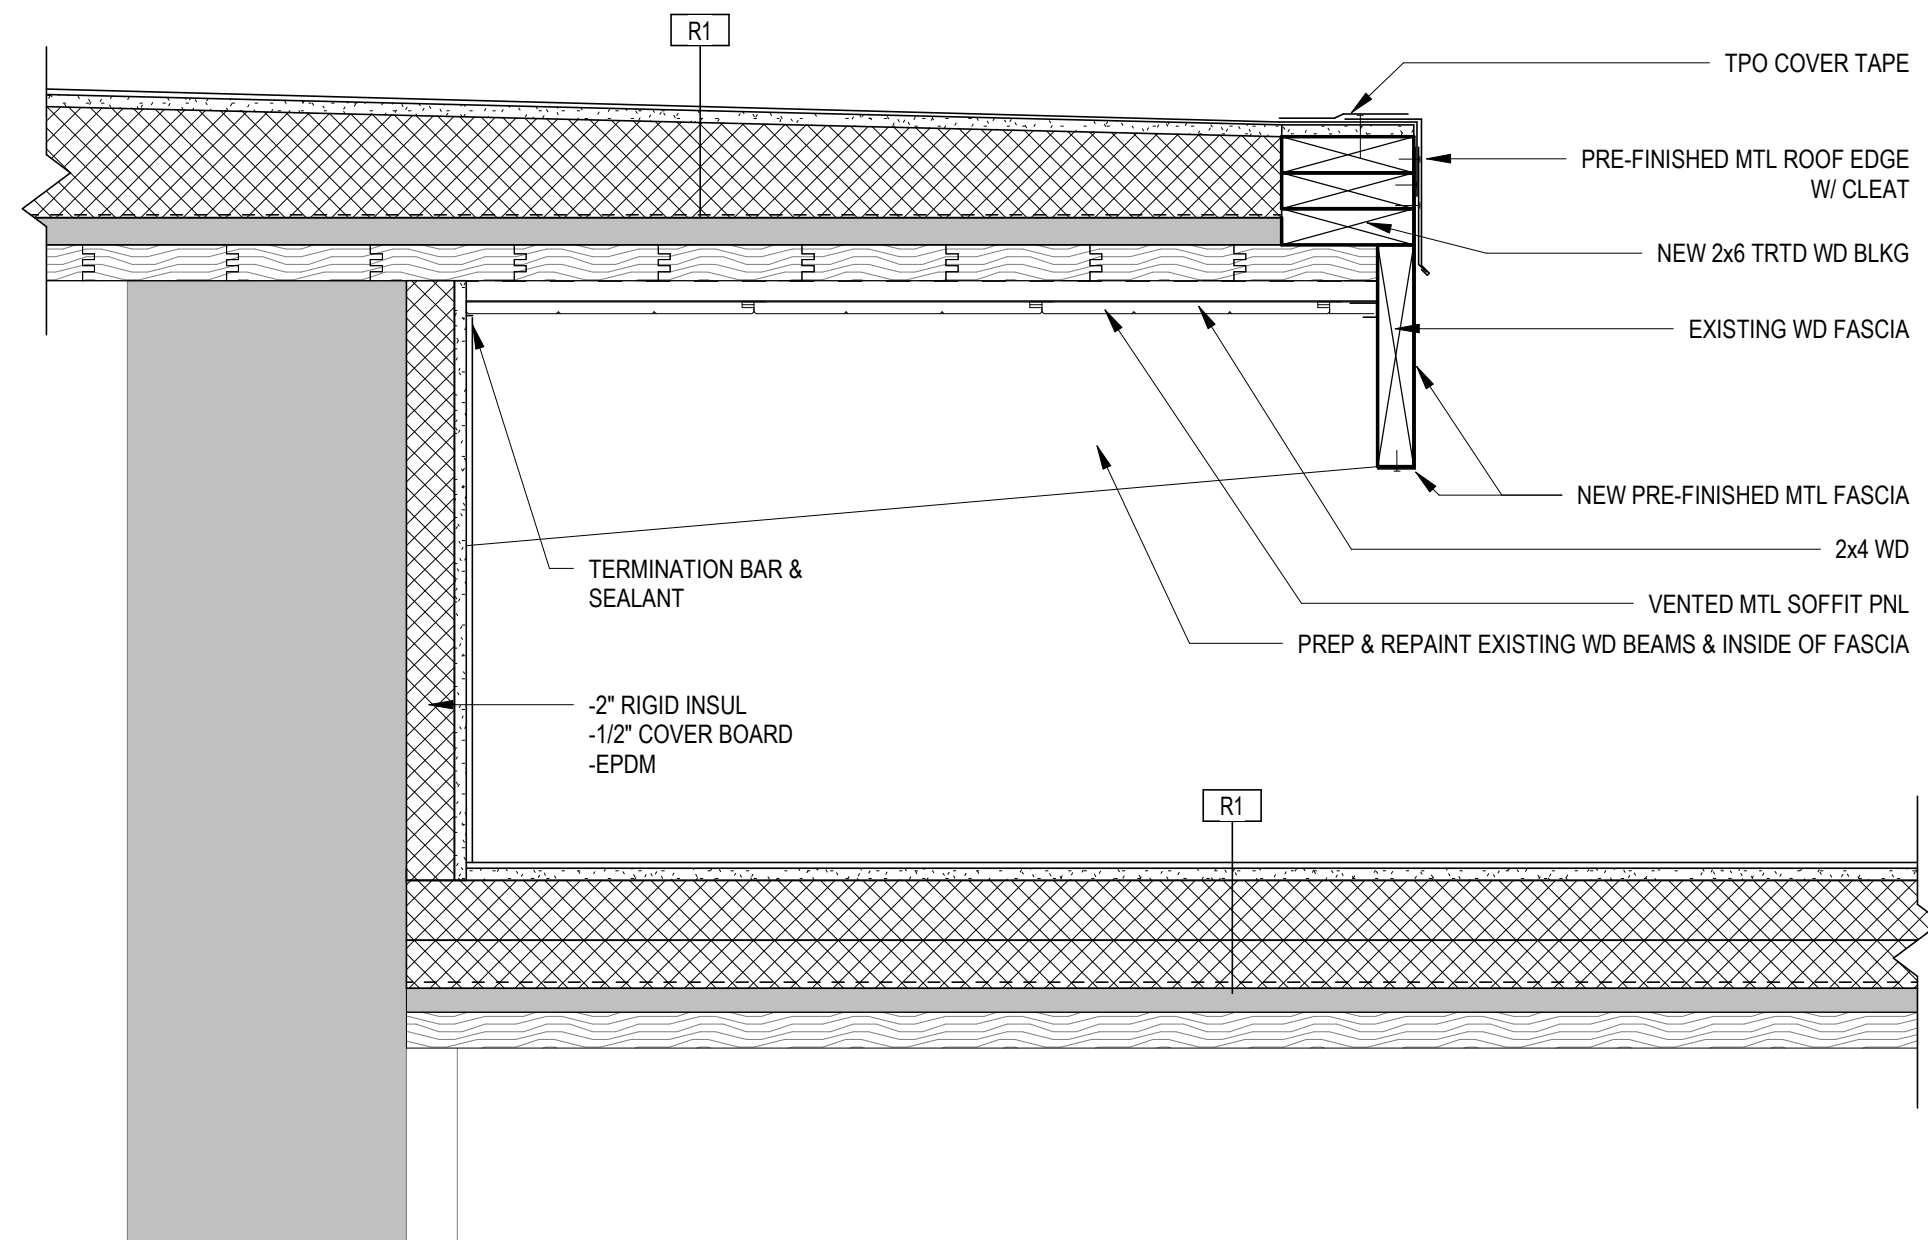 R1
TPO COVER TAPE
PRE-FINISHED MTL ROOF EDGE
W/ CLEAT
NEW 2x6 TRTD WD BLKG
EXISTING WD FASCIA
NEW PRE-FINISHED MTL FASCIA
2x4 WD
VENTED MTL SOFFIT PNL
PREP & REPAINT EXISTING WD BEAMS & INSIDE OF FASCIA
TERMINATION BAR &
SEALANT
-2" RIGID INSUL
-1/2" COVER BOARD
-EPDM
R1